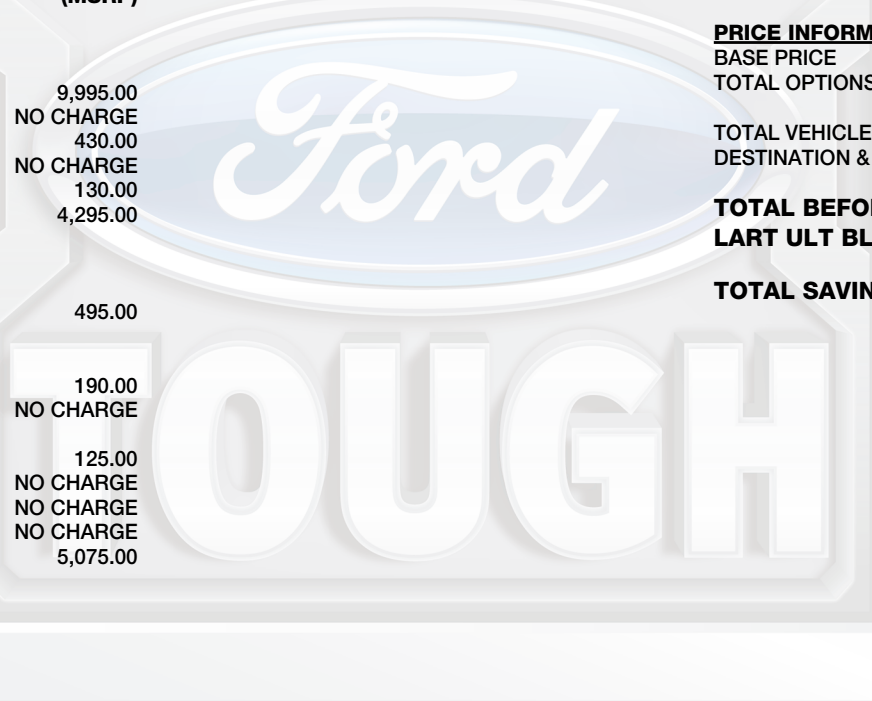 (MSRP)
9,995.00
NO CHARGE
430.00
NO CHARGE
130.00
4,295.00
495.00
190.00
NO CHARGE
125.00
NO CHARGE
NO CHARGE
NO CHARGE
5,075.00
PRICE INFORM
BASE PRICE
TOTAL OPTIONS
TOTAL VEHICLE
DESTINATION &
TOTAL BEFO
LART ULT BL
TOTAL SAVIN
Ford
TOUGH